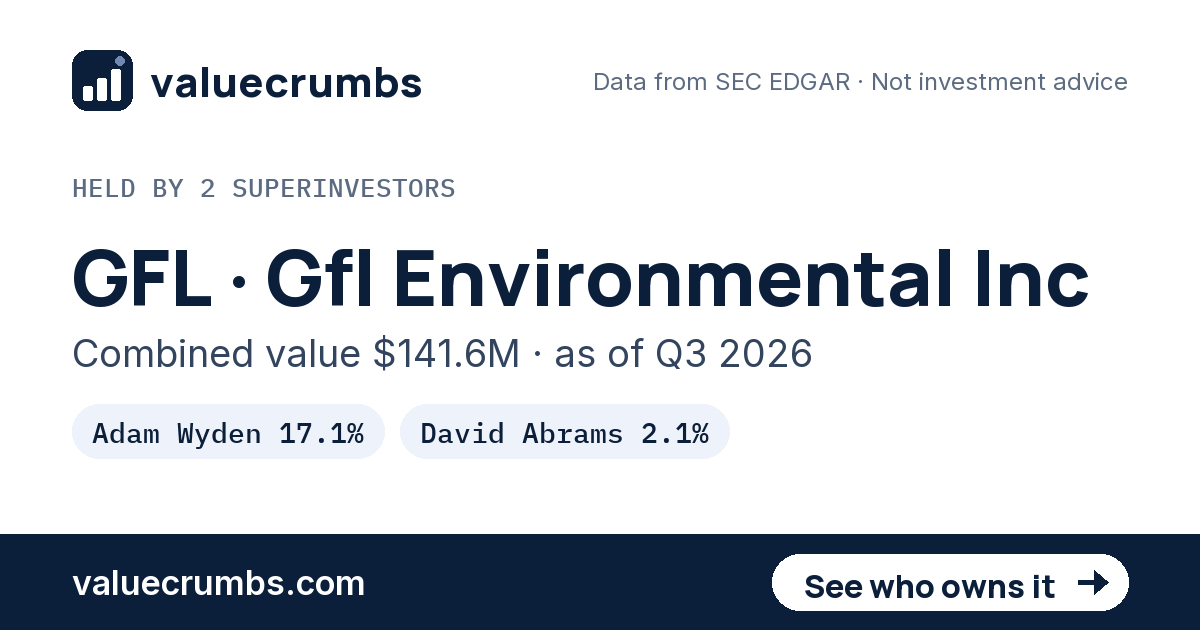 valuecrumbs
Data from SEC EDGAR · Not investment advice
HELD BY 2 SUPERINVESTORS
GFL · Gfl Environmental Inc
Combined value $141.6M · as of Q3 2026
Adam Wyden 17.1%
David Abrams 2.1%
valuecrumbs.com
See who owns it →